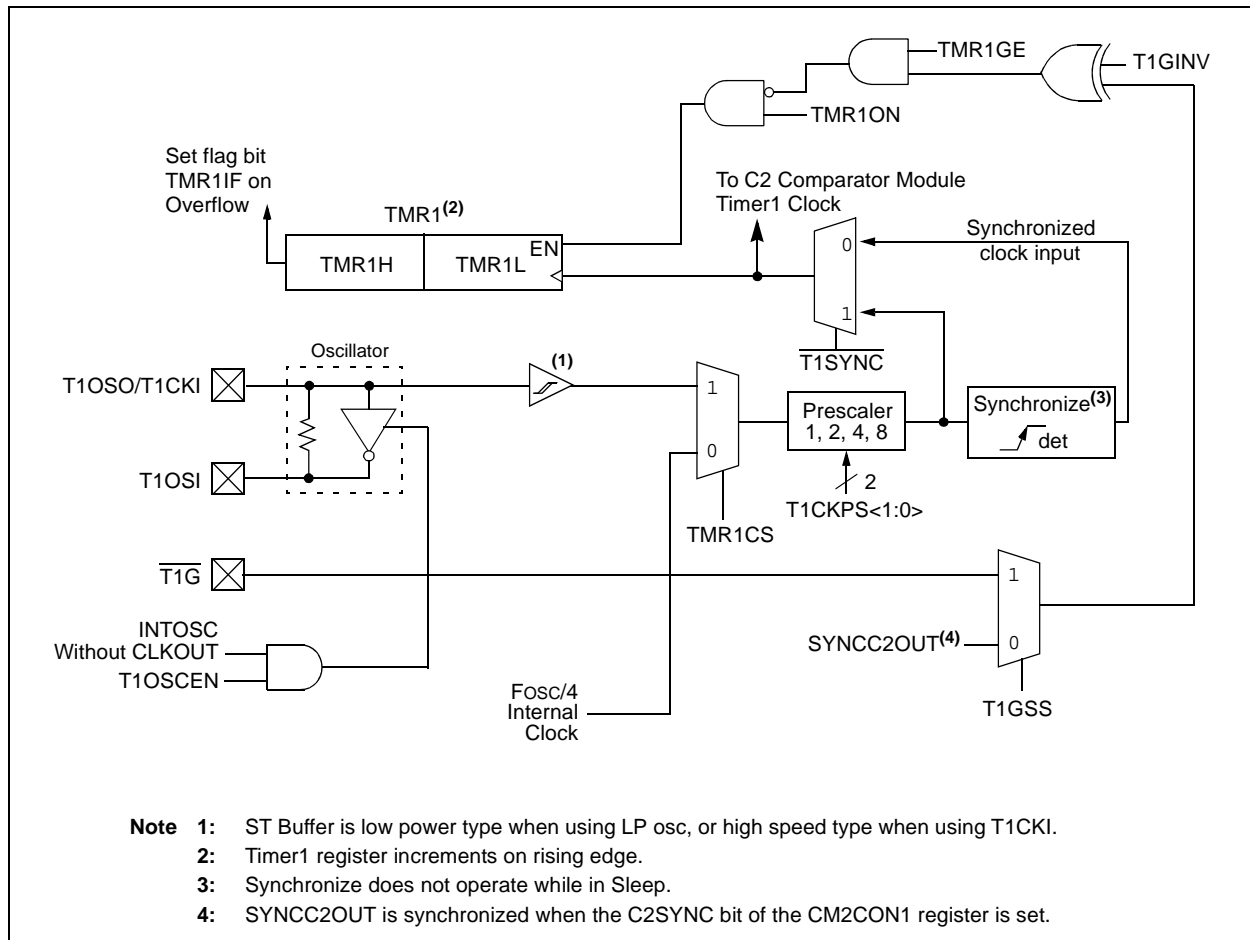 TMR1GE
T1GINV
TMR1ON
Set flag bit
TMR1IF on
Overflow
To C2 Comparator Module
Timer1 Clock
TMR1(2)
EN
TMR1H
TMR1L
0
1
Synchronized
clock input
T1SYNC
Oscillator
(1)
T1OSO/T1CKI
T1OSI
1
0
Prescaler
1, 2, 4, 8
Synchronize(3)
det
2
T1CKPS<1:0>
TMR1CS
T1G
1
0
INTOSC
Without CLKOUT
T1OSCEN
SYNCC2OUT(4)
T1GSS
FOSC/4
Internal
Clock
Note 1: ST Buffer is low power type when using LP osc, or high speed type when using T1CKI.
2: Timer1 register increments on rising edge.
3: Synchronize does not operate while in Sleep.
4: SYNCC2OUT is synchronized when the C2SYNC bit of the CM2CON1 register is set.